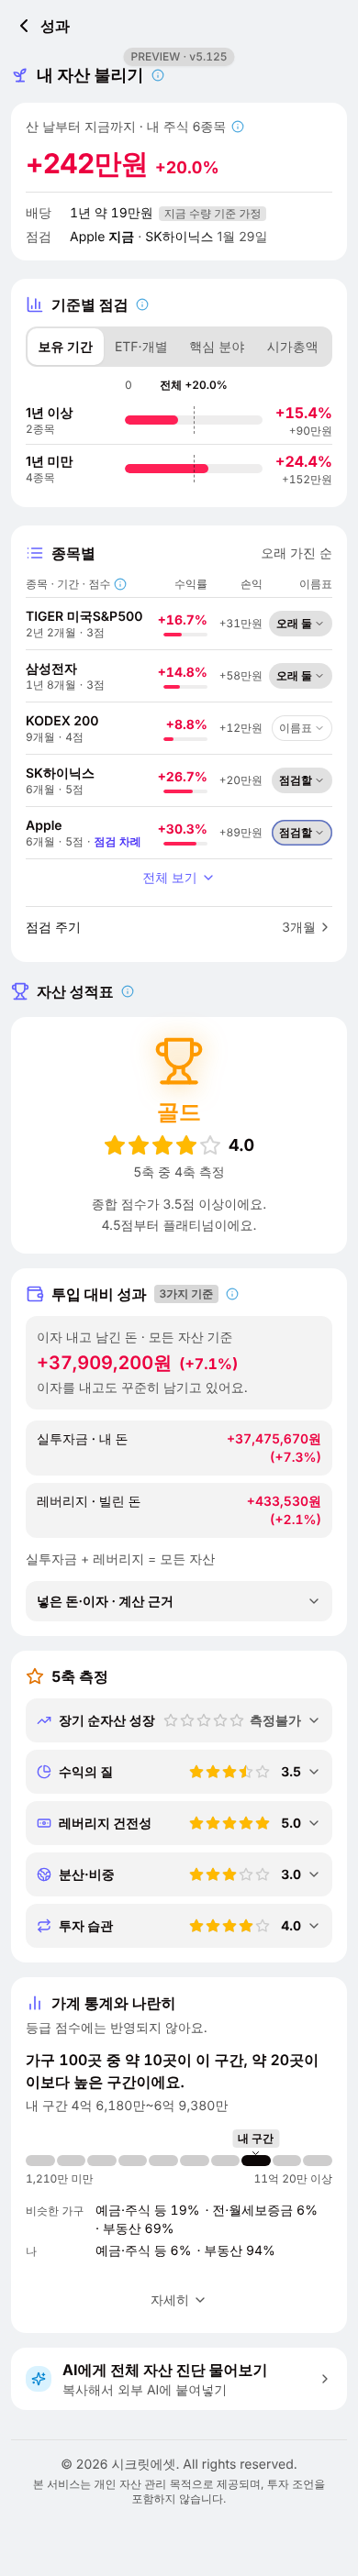 성과
PREVIEW · v5.125
내 자산 불리기
산 날부터 지금까지 · 내 주식 6종목
+242만원 +20.0%
배당 1년 약 19만원 지금 수량 기준 가정
점검 Apple 지금 · SK하이닉스 1월 29일
기준별 점검
보유 기간 ETF·개별 핵심 분야 시가총액
0 전체 +20.0%
1년 이상 +15.4%
2종목 +90만원
1년 미만 +24.4%
4종목 +152만원
종목별 오래 가진 순
종목 · 기간 · 점수 수익률 손익 이름표
TIGER 미국S&P500 +16.7% +31만원 오래 둘
2년 2개월 · 3점
삼성전자 +14.8% +58만원 오래 둘
1년 8개월 · 3점
KODEX 200 +8.8% +12만원 이름표
9개월 · 4점
SK하이닉스 +26.7% +20만원 점검할
6개월 · 5점
Apple +30.3% +89만원 점검할
6개월 · 5점 · 점검 차례
전체 보기
점검 주기 3개월
자산 성적표
골드
4.0
5축 중 4축 측정
종합 점수가 3.5점 이상이에요.
4.5점부터 플래티넘이에요.
투입 대비 성과 3가지 기준
이자 내고 남긴 돈 · 모든 자산 기준
+37,909,200원 (+7.1%)
이자를 내고도 꾸준히 남기고 있어요.
실투자금 · 내 돈 +37,475,670원
(+7.3%)
레버리지 · 빌린 돈 +433,530원
(+2.1%)
실투자금 + 레버리지 = 모든 자산
넣은 돈·이자 · 계산 근거
5축 측정
장기 순자산 성장 측정불가
수익의 질 3.5
레버리지 건전성 5.0
분산·비중 3.0
투자 습관 4.0
가계 통계와 나란히
등급 점수에는 반영되지 않아요.
가구 100곳 중 약 10곳이 이 구간, 약 20곳이
이보다 높은 구간이에요.
내 구간 4억 6,180만~6억 9,380만
내 구간
1,210만 미만 11억 20만 이상
비슷한 가구 예금·주식 등 19% · 전·월세보증금 6%
· 부동산 69%
나 예금·주식 등 6% · 부동산 94%
자세히
AI에게 전체 자산 진단 물어보기
복사해서 외부 AI에 붙여넣기
© 2026 시크릿에셋. All rights reserved.
본 서비스는 개인 자산 관리 목적으로 제공되며, 투자 조언을
포함하지 않습니다.